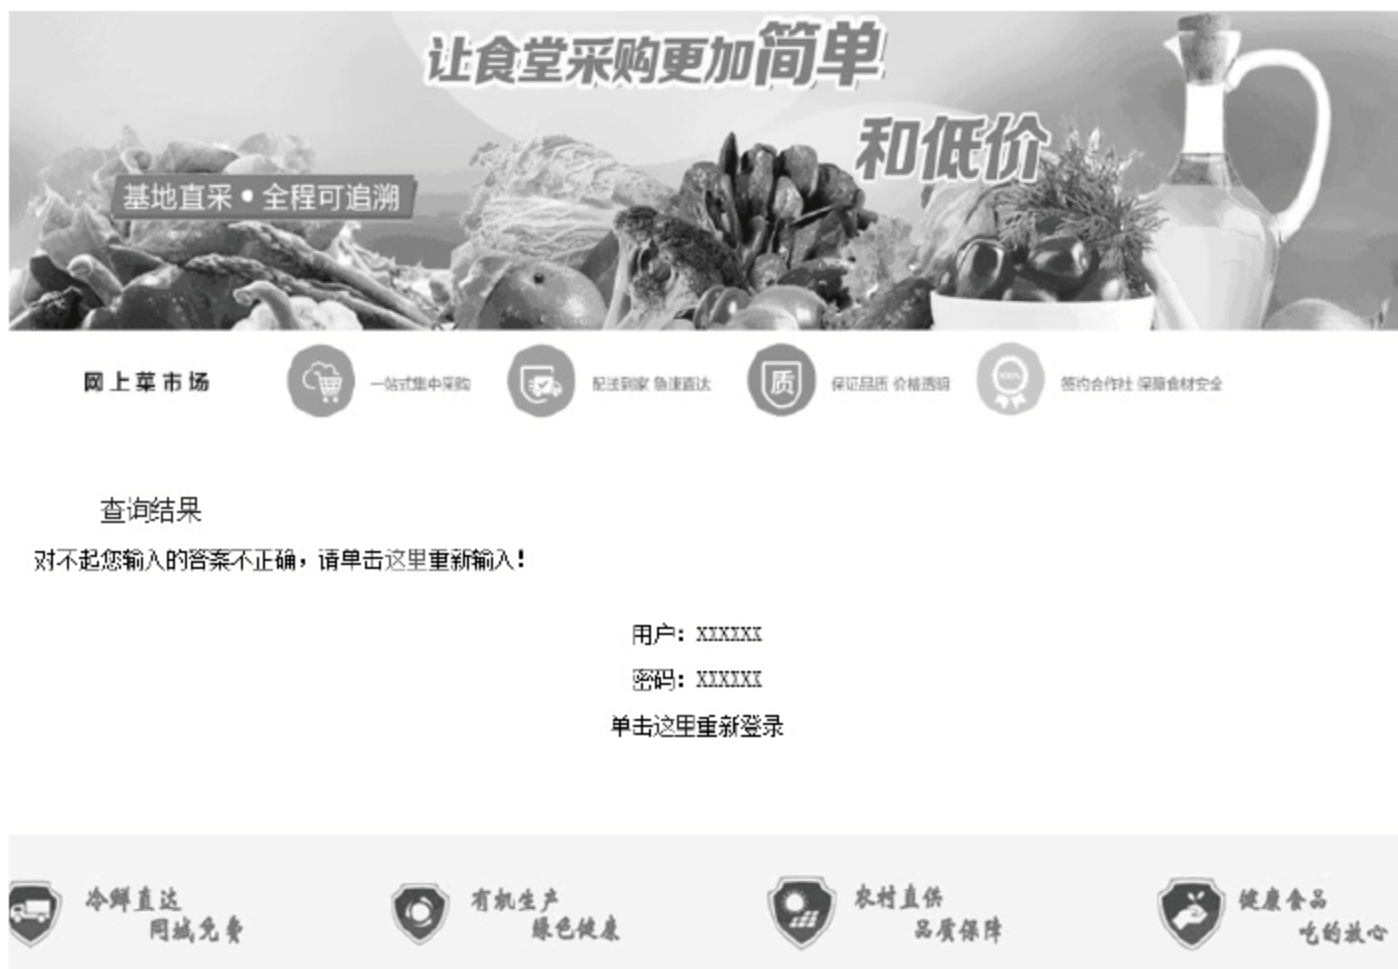 让食堂采购更加简单
和低价
基地直采•全程可追溯
网上菜市场
一站式集中采购
配送到家 急速直达
保证品质 价格透明
签约合作社 保障食材安全
质
100%
查询结果
对不起您输入的答案不正确，请单击这里重新输入！
用户：XXXXXX
密码：XXXXXX
单击这里重新登录
冷鲜直达
同城免费
有机生产
绿色健康
农村直供
品质保障
健康食品
吃的放心